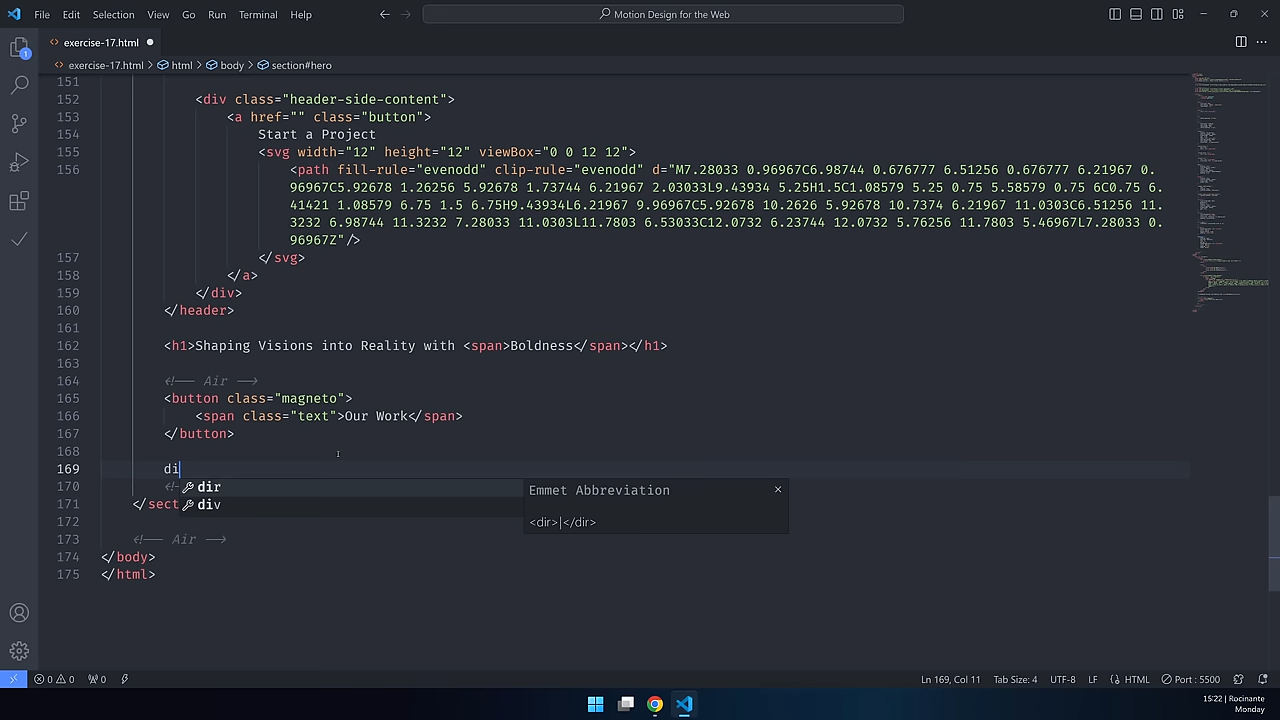 File Edit Selection View Go Run Terminal Help
Motion Design for the Web
exercise-17.html
exercise-17.html > html > body > section#hero
1
151
152 <div class="header-side-content">
153 <a href="" class="button">
154 Start a Project
155 <svg width="12" height="12" viewBox="0 0 12 12">
156 <path fill-rule="evenodd" clip-rule="evenodd" d="M7.28033 0.96967C6.98744 0.676777 6.51256 0.676777 6.21967 0.
96967C5.92678 1.26256 5.92678 1.73744 6.21967 2.03033L9.43934 5.25H1.5C1.08579 5.25 0.75 5.58579 0.75 6C0.75 6.
41421 1.08579 6.75 1.5 6.75H9.43934L6.21967 9.96967C5.92678 10.2626 5.92678 10.7374 6.21967 11.0303C6.51256 11.
3232 6.98744 11.3232 7.28033 11.0303L11.7803 6.53033C12.0732 6.23744 12.0732 5.76256 11.7803 5.46967L7.28033 0.
96967Z"/>
157 </svg>
158 </a>
159 </div>
160 </header>
161
162 <h1>Shaping Visions into Reality with <span>Boldness</span></h1>
163
164 <!-- Air -->
165 <button class="magneto">
166 <span class="text">Our Work</span>
167 </button>
168
169 di
170 <!-
dir
Emmet Abbreviation
171 </sect
div
<dir>|</dir>
172
173 <!-- Air -->
174 </body>
175 </html>
0 0 0 Ln 169, Col 11 Tab Size: 4 UTF-8 LF HTML Port : 5500
15:22 | Rocinante
Monday